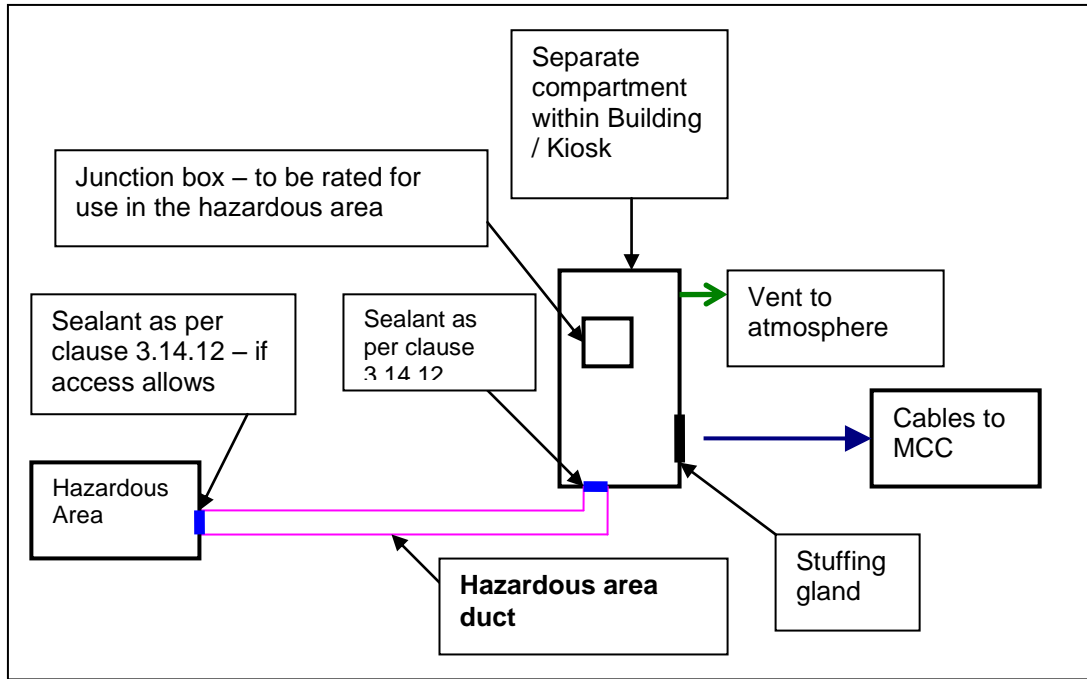 Separate
compartment
within Building
/ Kiosk
Junction box – to be rated for
use in the hazardous area
Sealant as per
clause 3.14.12 – if
access allows
Sealant as
per clause
3.14.12
Vent to
atmosphere
Cables to
MCC
Hazardous
Area
Hazardous area
duct
Stuffing
gland